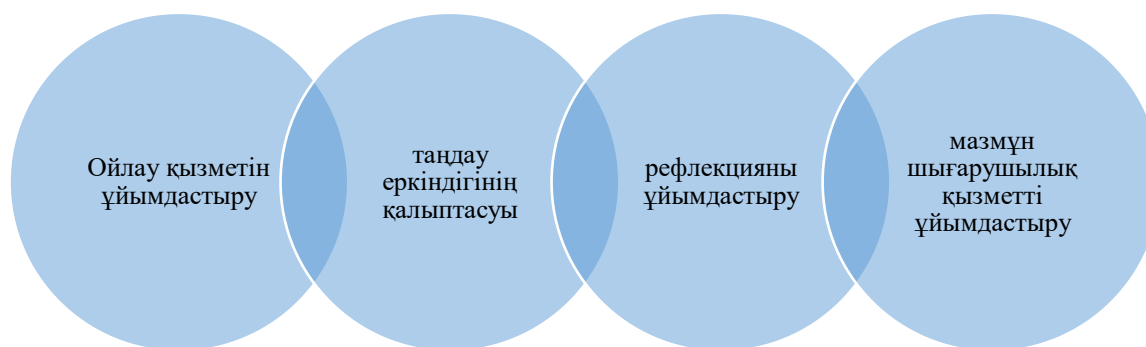 Ойлау қызметін
ұйымдастыру
таңдау
еркіндігінің
қалыптасуы
рефлекцияны
ұйымдастыру
мазмұн
шығарушылық
қызметті
ұйымдастыру